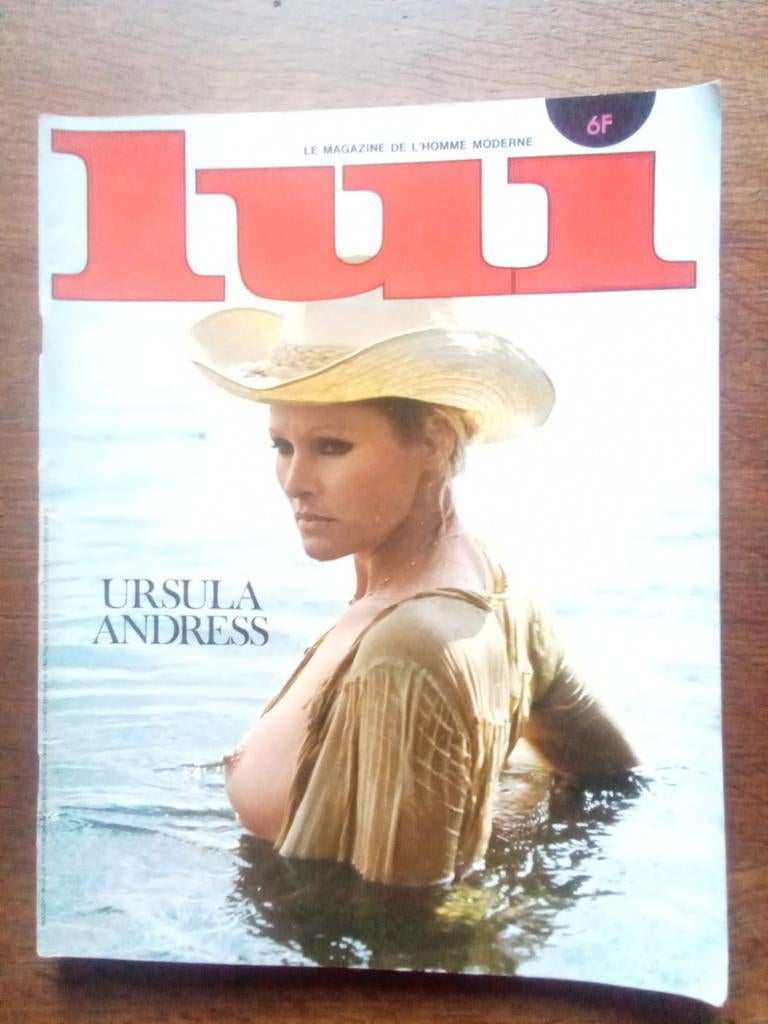 6F
LE MAGAZINE DE L'HOMME MODERNE
lui
URSULA
ANDRESS